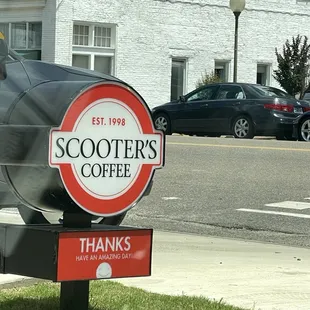 EST. 1998
SCOOTER'S
COFFEE
THANKS
HAVE AN AMAZING DAY!